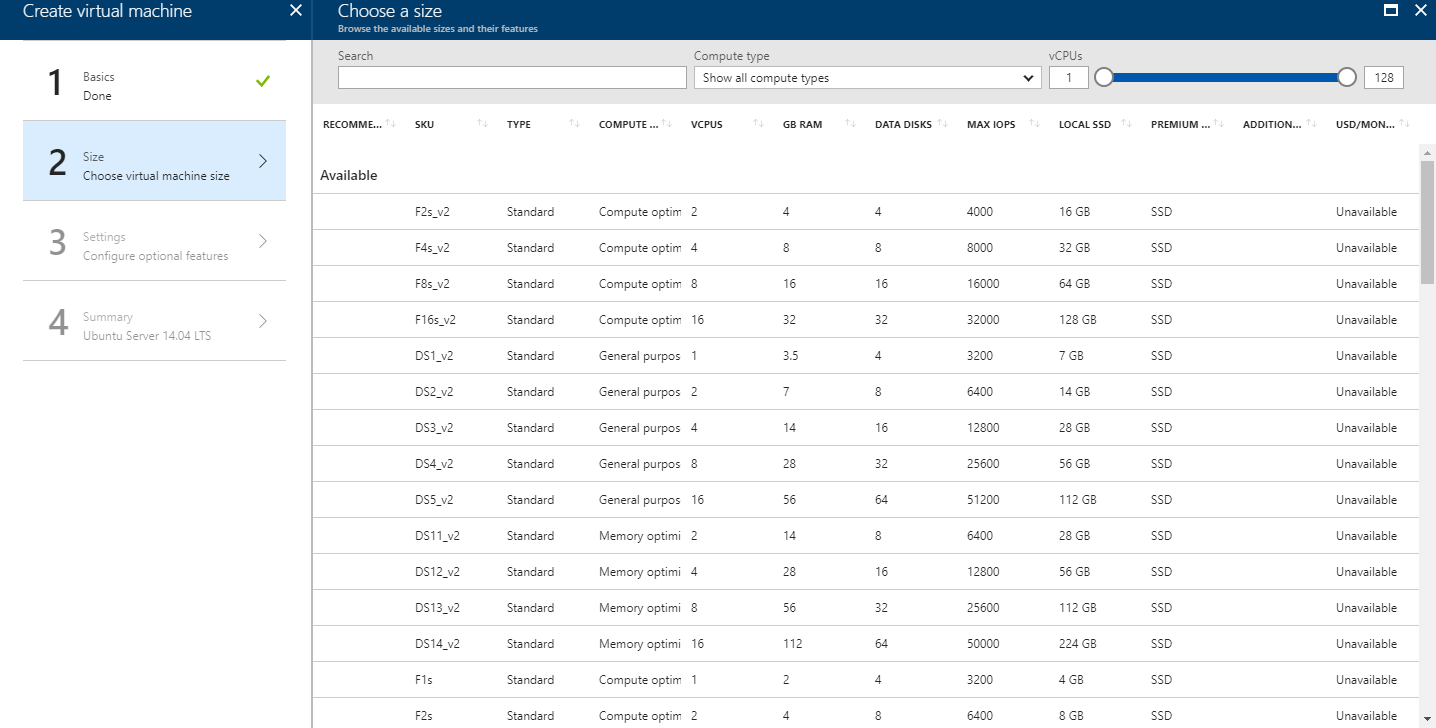 Create virtual machine
1
Basics
Done
2
Size
Choose virtual machine size
3
Settings
Configure optional features
4
Summary
Ubuntu Server 14.04 LTS
Choose a size
Browse the available sizes and their features
Search
Compute type
Show all compute types
vCPUs
1
128
RECOMME... SKU TYPE COMPUTE ... VCPUS GB RAM DATA DISKS MAX IOPS LOCAL SSD PREMIUM ... ADDITION... USD/MON...
Available
F2s_v2 Standard Compute optim 2 4 4 4000 16 GB SSD Unavailable
F4s_v2 Standard Compute optim 4 8 8 8000 32 GB SSD Unavailable
F8s_v2 Standard Compute optim 8 16 16 16000 64 GB SSD Unavailable
F16s_v2 Standard Compute optim 16 32 32 32000 128 GB SSD Unavailable
DS1_v2 Standard General purpos 1 3.5 4 3200 7 GB SSD Unavailable
DS2_v2 Standard General purpos 2 7 8 6400 14 GB SSD Unavailable
DS3_v2 Standard General purpos 4 14 16 12800 28 GB SSD Unavailable
DS4_v2 Standard General purpos 8 28 32 25600 56 GB SSD Unavailable
DS5_v2 Standard General purpos 16 56 64 51200 112 GB SSD Unavailable
DS11_v2 Standard Memory optimi 2 14 8 6400 28 GB SSD Unavailable
DS12_v2 Standard Memory optimi 4 28 16 12800 56 GB SSD Unavailable
DS13_v2 Standard Memory optimi 8 56 32 25600 112 GB SSD Unavailable
DS14_v2 Standard Memory optimi 16 112 64 50000 224 GB SSD Unavailable
F1s Standard Compute optim 1 2 4 3200 4 GB SSD Unavailable
F2s Standard Compute optim 2 4 8 6400 8 GB SSD Unavailable